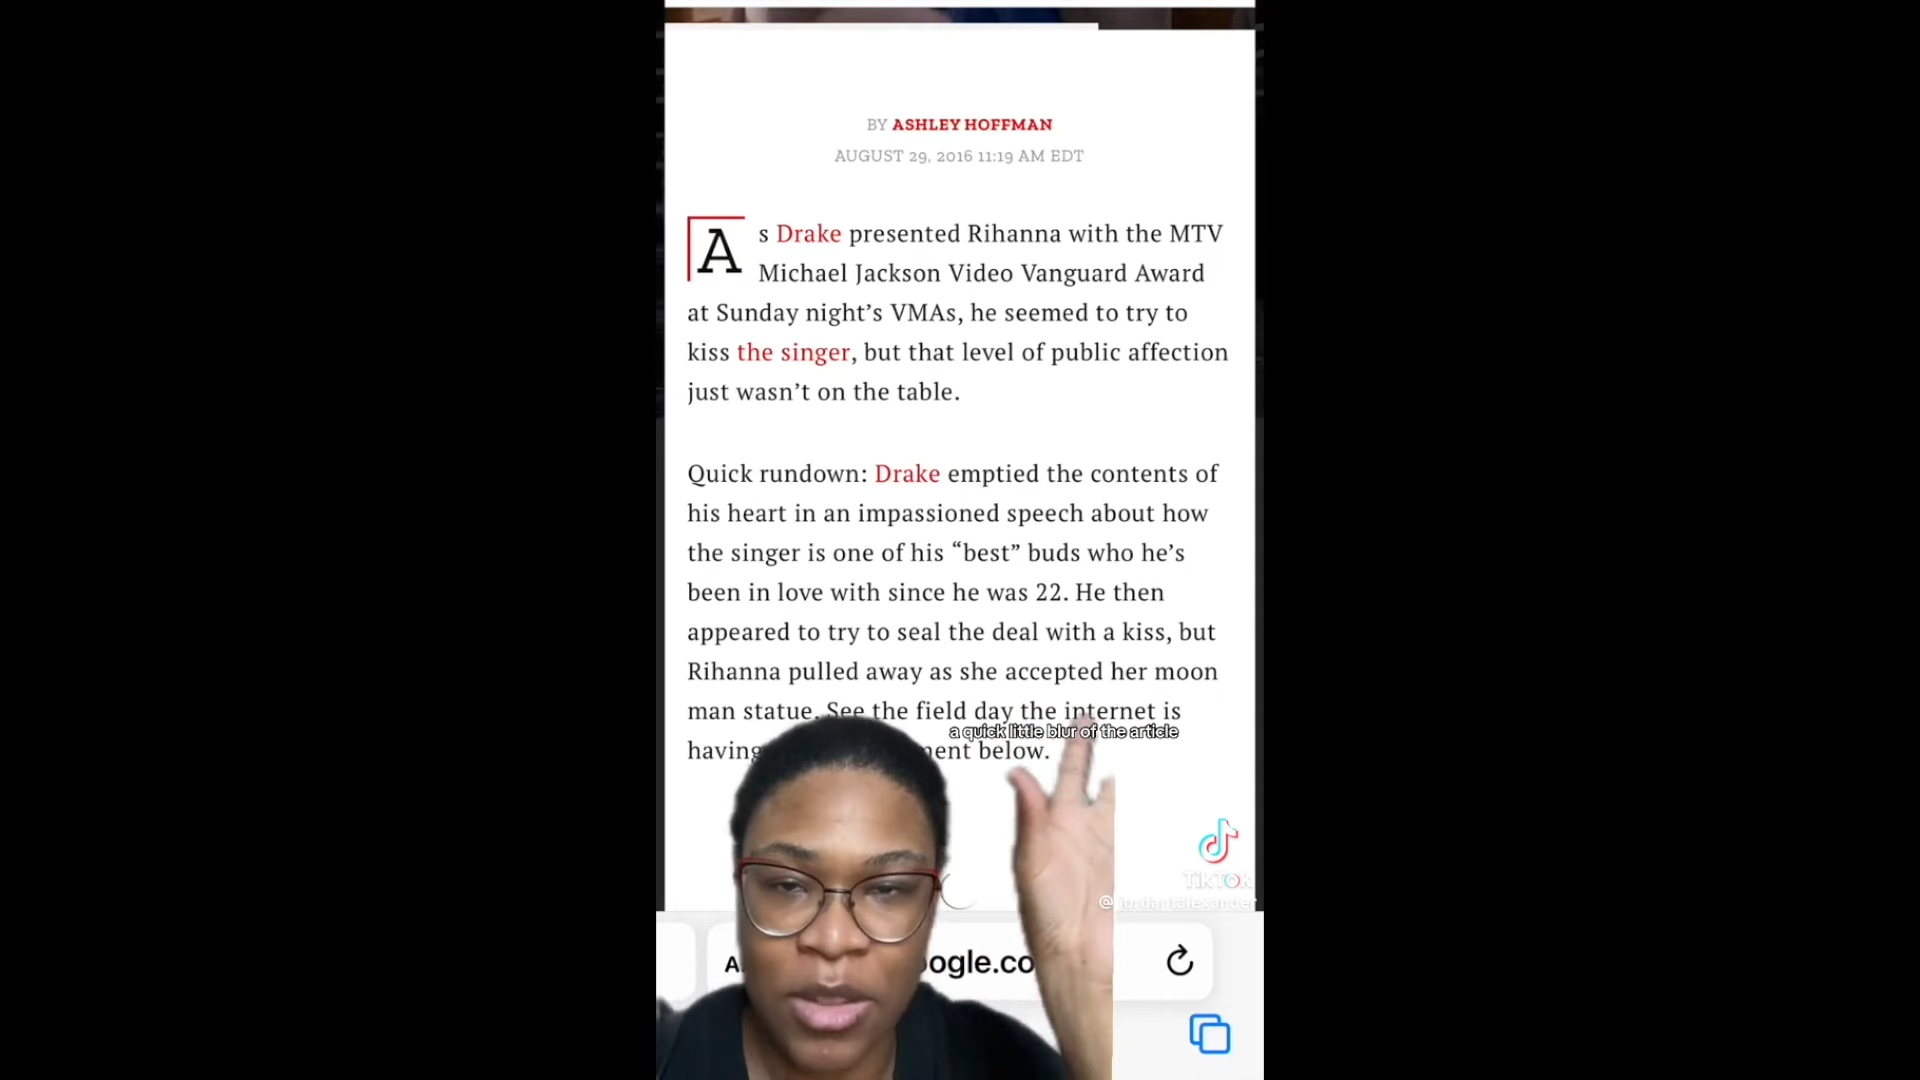 BY ASHLEY HOFFMAN
AUGUST 29, 2016 11:19 AM EDT
As Drake presented Rihanna with the MTV
Michael Jackson Video Vanguard Award
at Sunday night’s VMAs, he seemed to try to
kiss the singer, but that level of public affection
just wasn’t on the table.
Quick rundown: Drake emptied the contents of
his heart in an impassioned speech about how
the singer is one of his “best” buds who he’s
been in love with since he was 22. He then
appeared to try to seal the deal with a kiss, but
Rihanna pulled away as she accepted her moon
man statue. See the field day the internet is
a quick little blur of the article
having below.
TikTok